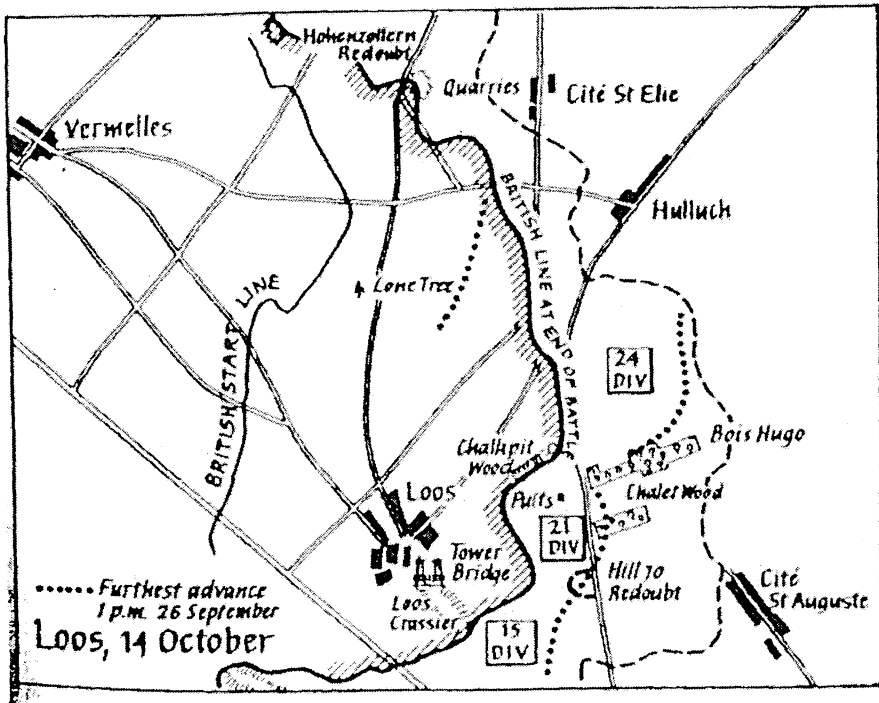 Hohenzollern
Redoubt
Quarries
Cité St Elie
Vermelles
Hulluch
BRITISH START LINE
Lone Tree
BRITISH LINE AT END OF BATTLE
24
DIV
Bois Hugo
Chalkpit
Wood
Chalet Wood
Loos
Puits
21
DIV
Tower
Bridge
Hill 70
Redoubt
Cité
St Auguste
Loos
Crassier
15
DIV
Furthest advance
1 p.m. 26 September
Loos, 14 October